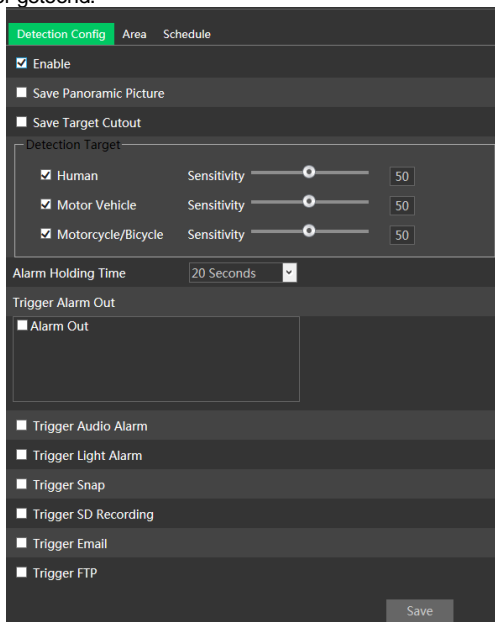 Detection Config Area Schedule
Enable
Save Panoramic Picture
Save Target Cutout
Detection Target
Human Sensitivity 50
Motor Vehicle Sensitivity 50
Motorcycle/Bicycle Sensitivity 50
Alarm Holding Time 20 Seconds
Trigger Alarm Out
Alarm Out
Trigger Audio Alarm
Trigger Light Alarm
Trigger Snap
Trigger SD Recording
Trigger Email
Trigger FTP
Save